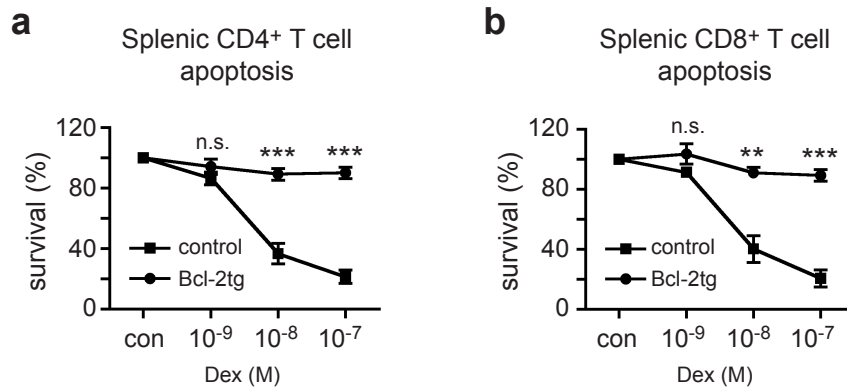 a
Splenic CD4⁺ T cell
apoptosis
survival (%)
120
80
40
0
n.s.
***
***
control
Bcl-2tg
con
10⁻⁹
10⁻⁸
10⁻⁷
Dex (M)
b
Splenic CD8⁺ T cell
apoptosis
survival (%)
120
80
40
0
n.s.
**
***
control
Bcl-2tg
con
10⁻⁹
10⁻⁸
10⁻⁷
Dex (M)